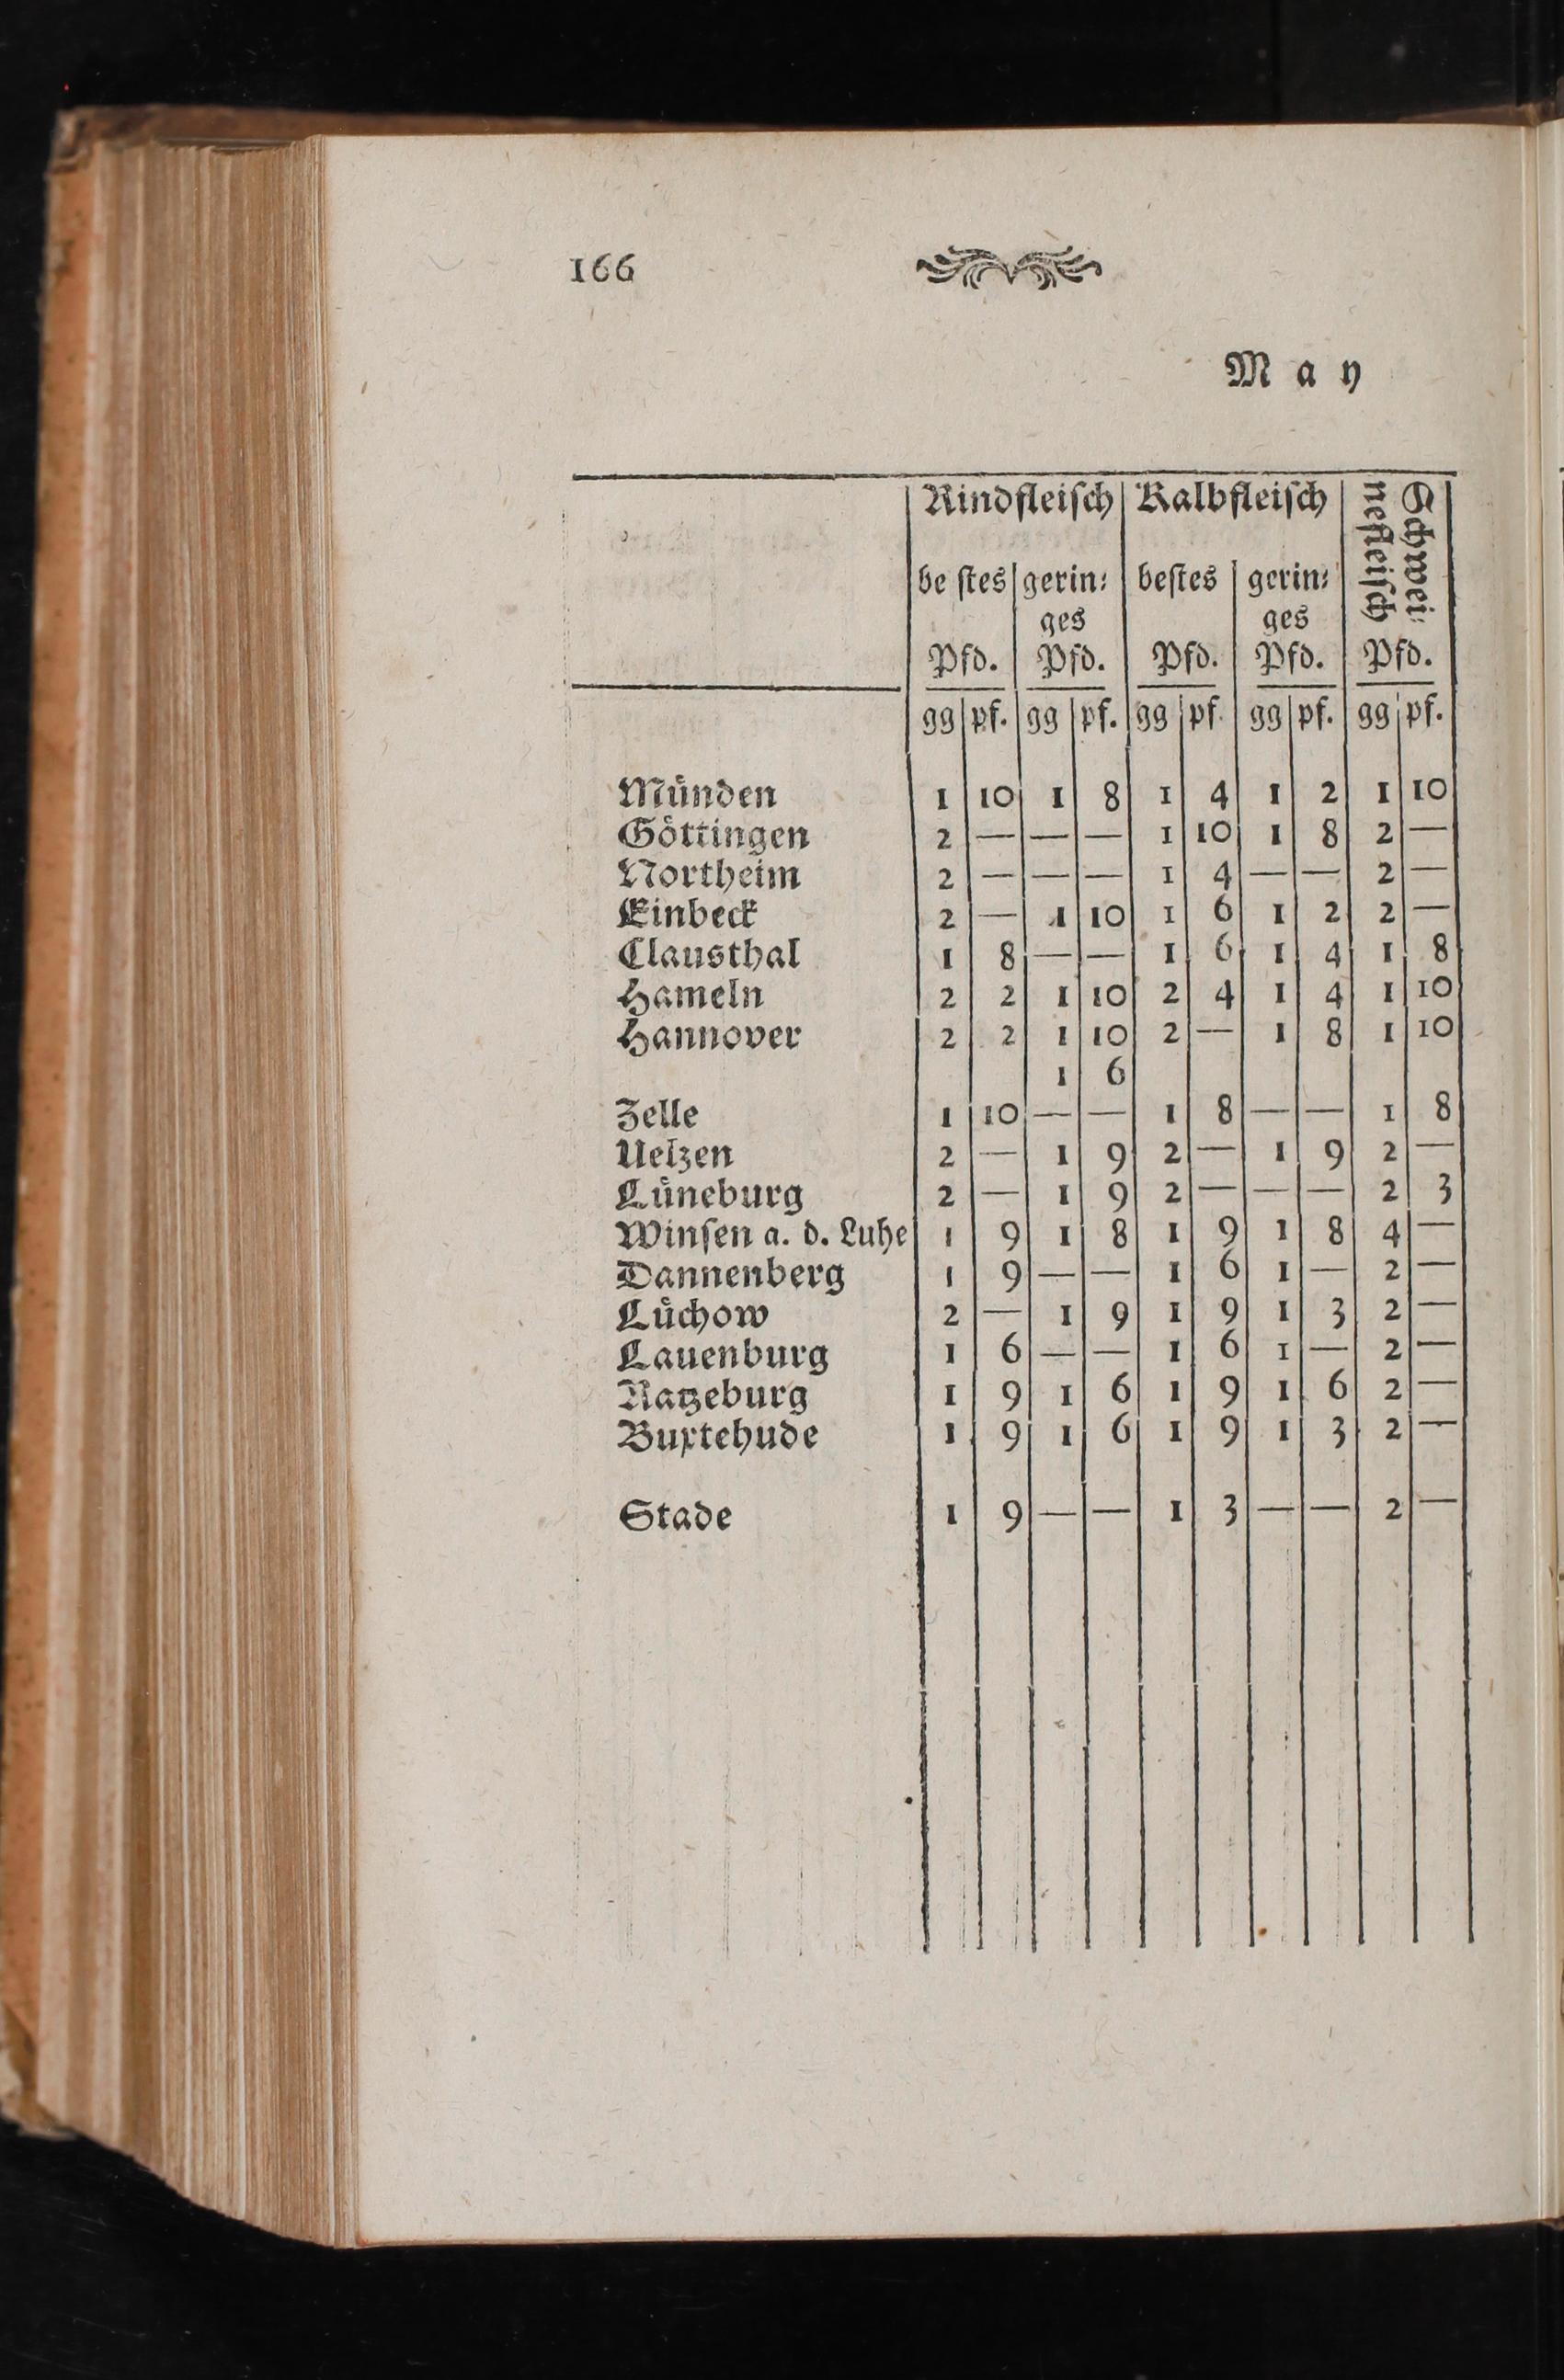 166
May
Rindfleisch Kalbfleisch Schwei⸗
nefleisch
be stes gerin⸗ bestes gerin⸗
ges ges
Pfd. Pfd. Pfd. Pfd. Pfd.
gg pf. gg pf. gg pf. gg pf. gg pf.
Münden 1 10 1 8 1 4 1 2 1 10
Göttingen 2 — — — 1 10 1 8 2 —
Northeim 2 — — — 1 4 — — 2 —
Einbeck 2 — 1 10 1 6 1 2 2 —
Clausthal 1 8 — — 1 6 1 4 1 8
Hameln 2 2 1 10 2 4 1 4 1 10
Hannover 2 2 1 10 2 — 1 8 1 10
1 6
Zelle 1 10 — — 1 8 — — 1 8
Uelzen 2 — 1 9 2 — 1 9 2 —
Lüneburg 2 — 1 9 2 — — — 2 3
Winsen a. d. Luhe 1 9 1 8 1 9 1 8 4 —
Dannenberg 1 9 — — 1 6 1 — 2 —
Lüchow 2 — 1 9 1 9 1 3 2 —
Lauenburg 1 6 — — 1 6 1 — 2 —
Ratzeburg 1 9 1 6 1 9 1 6 2 —
Buxtehude 1 9 1 6 1 9 1 3 2 —
Stade 1 9 — — 1 3 — — 2 —